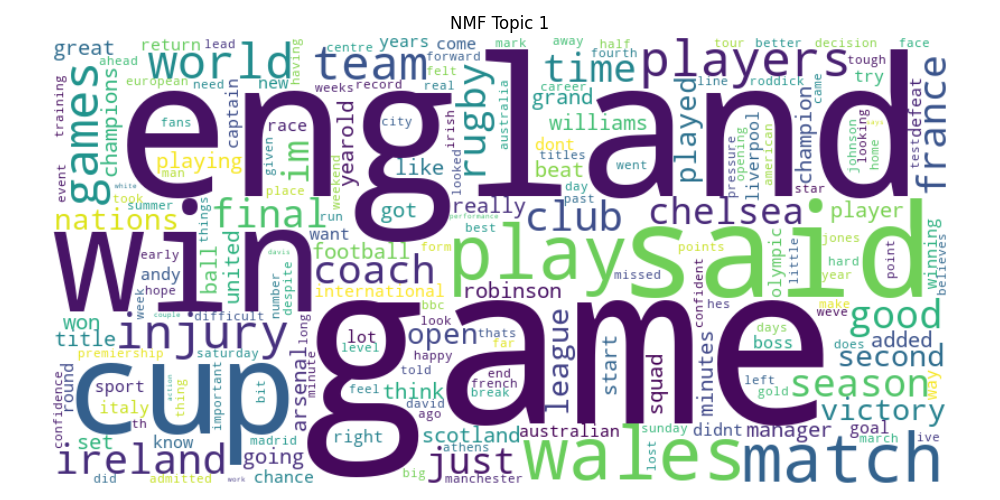 NMF Topic 1
great
return
lead
centre
years
come
mark
away
half
tour
better
decision
face
ahead
world
having
team
forward
fourth
time
players
tough
european
need
new
weeks
record
felt
real
line
roddick
try
training
games
champions
england
captain
fans
race
yearold
city
rugby
australia
career
grand
played
came
champion
looking
france
im
given
like
irish
williams
liverpool
american
johnson
home
says
test
defeat
playing
man
event
place
weekend
looked
dont
beat
titles
went
pressure
opening
star
white
took
summer
things
final
run
got
really
performance
day
past
club
chelsea
player
nations
win
early
andy
hope
week
ball
united
want
davis
number
despite
football
form
best
play
said
points
jones
hard
year
point
winning
believes
coach
missed
confident
olympic
little
international
robinson
hes
make
weve
good
couple
difficult
won
title
injury
long
bbc
look
open
thats
far
league
start
minutes
days
boss
does
added
premiership
saturday
lot
level
game
happy
squad
didnt
second
round
cup
sport
thing
action
important
bit
arsenal
minute
told
end
french
break
left
gold
season
way
confidence
italy
th
feel
think
david
ago
victory
set
know
madrid
right
scotland
athens
australian
sunday
lost
manager
goal
march
ive
ireland
going
just
wales
match
did
admitted
work
chance
big
manchester